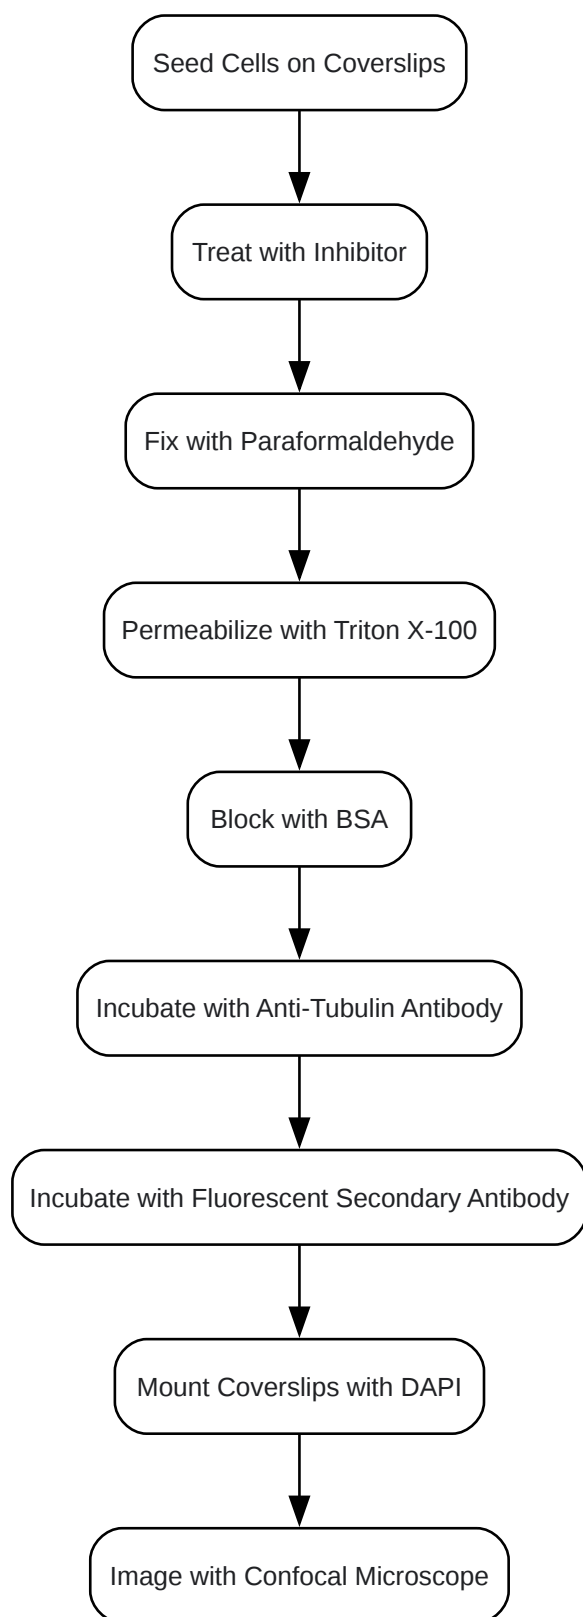 Seed Cells on Coverslips
Treat with Inhibitor
Fix with Paraformaldehyde
Permeabilize with Triton X-100
Block with BSA
Incubate with Anti-Tubulin Antibody
Incubate with Fluorescent Secondary Antibody
Mount Coverslips with DAPI
Image with Confocal Microscope